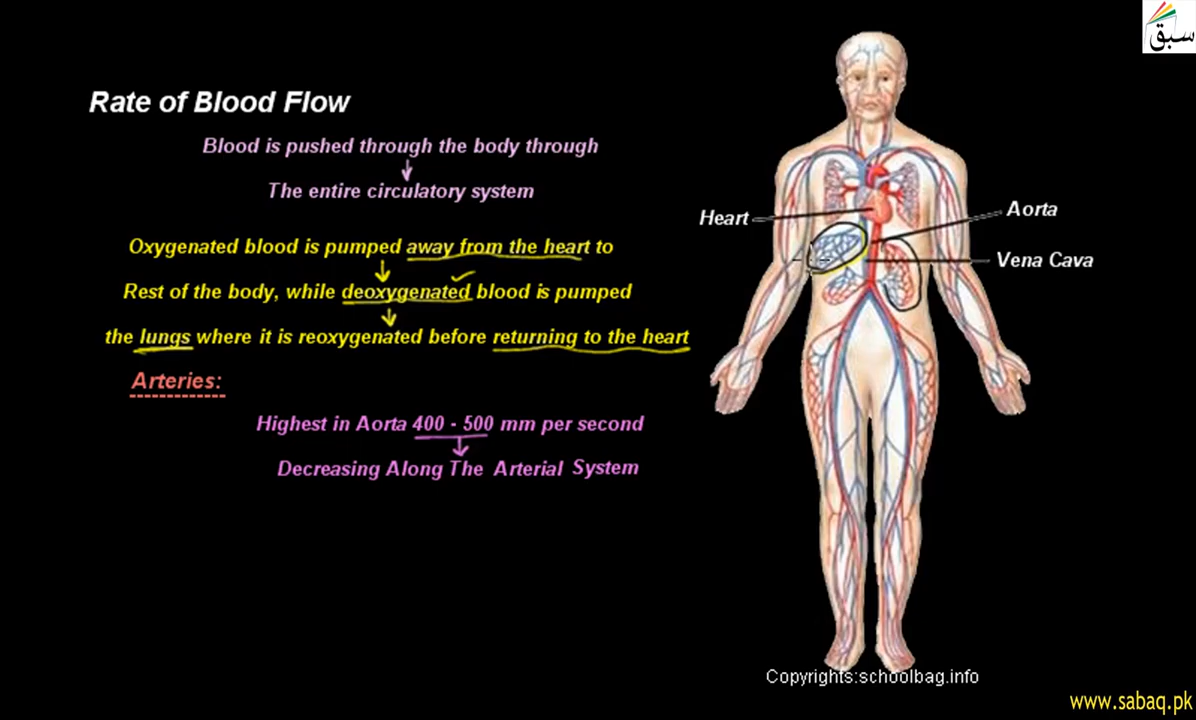 سبق
Rate of Blood Flow
Blood is pushed through the body through
The entire circulatory system
Oxygenated blood is pumped away from the heart to
Rest of the body, while deoxygenated blood is pumped
the lungs where it is reoxygenated before returning to the heart
Arteries:
Highest in Aorta 400 - 500 mm per second
Decreasing Along The Arterial System
Heart
Aorta
Vena Cava
Copyrights:schoolbag.info
www.sabaq.pk